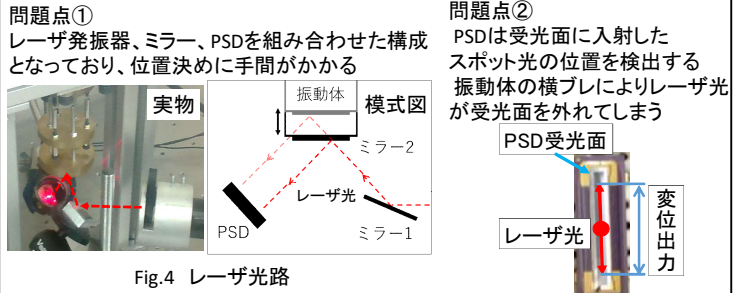 問題点①
レーザ発振器、ミラー、PSDを組み合わせた構成
となっており、位置決めに手間がかかる
実物
模式図
振動体
ミラー2
レーザ光
PSD
ミラー1
Fig.4 レーザ光路
問題点②
PSDは受光面に入射した
スポット光の位置を検出する
振動体の横ブレによりレーザ光
が受光面を外れてしまう
PSD受光面
レーザ光
変位出力